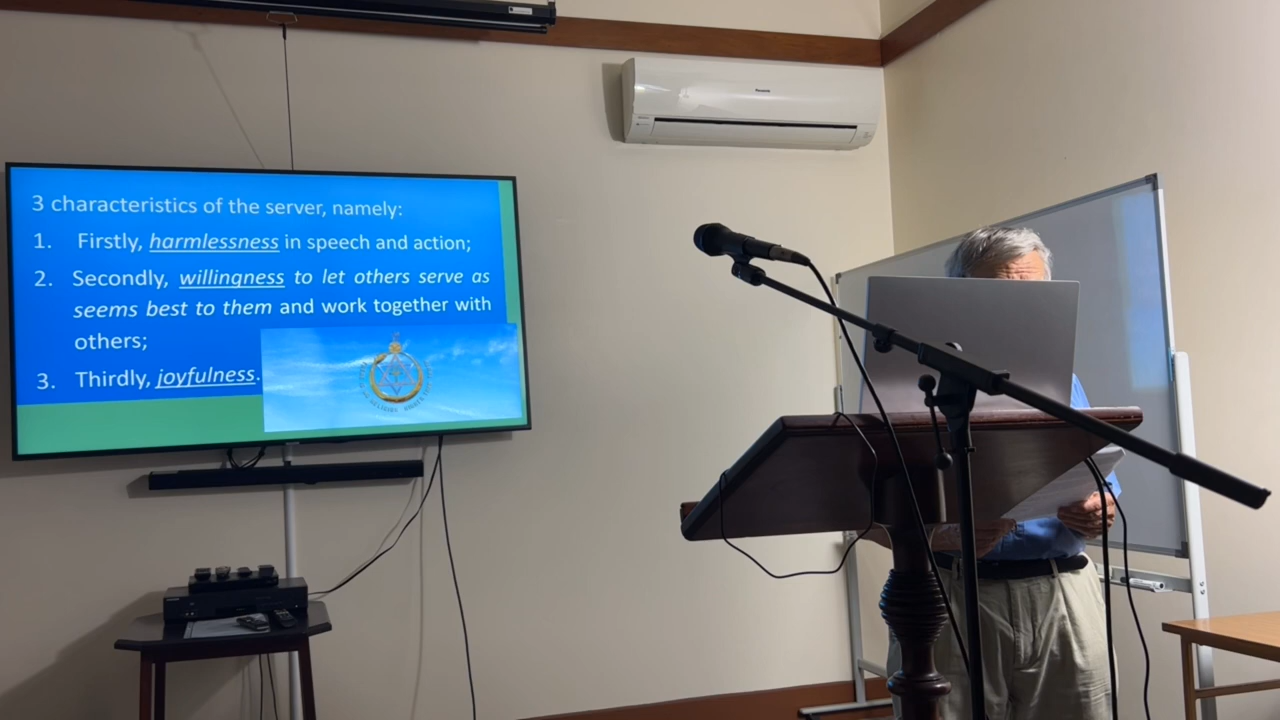 3 characteristics of the server, namely:
1. Firstly, harmlessness in speech and action;
2. Secondly, willingness to let others serve as
seems best to them and work together with
others;
3. Thirdly, joyfulness.
Panasonic